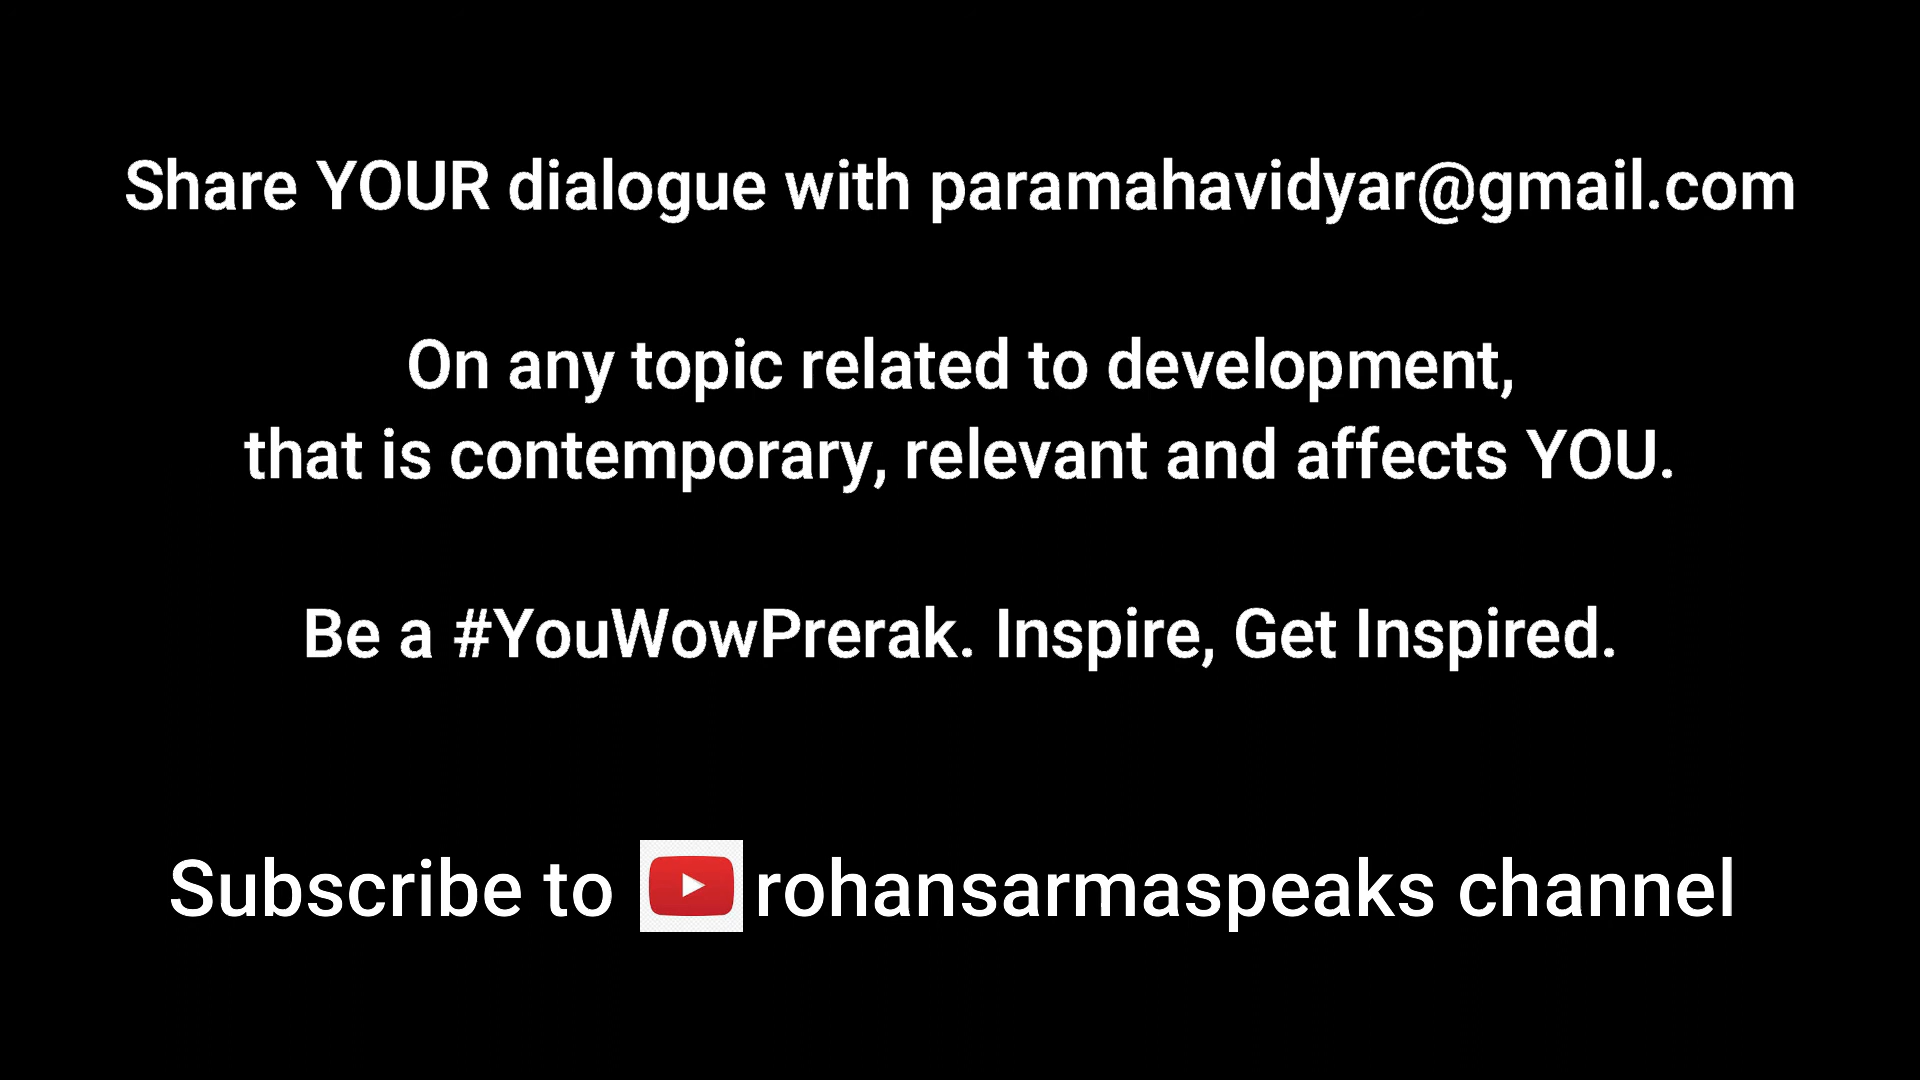 Share YOUR dialogue with paramahavidyar@gmail.com
On any topic related to development,
that is contemporary, relevant and affects YOU.
Be a #YouWowPrerak. Inspire, Get Inspired.
Subscribe to rohansarmaspeaks channel